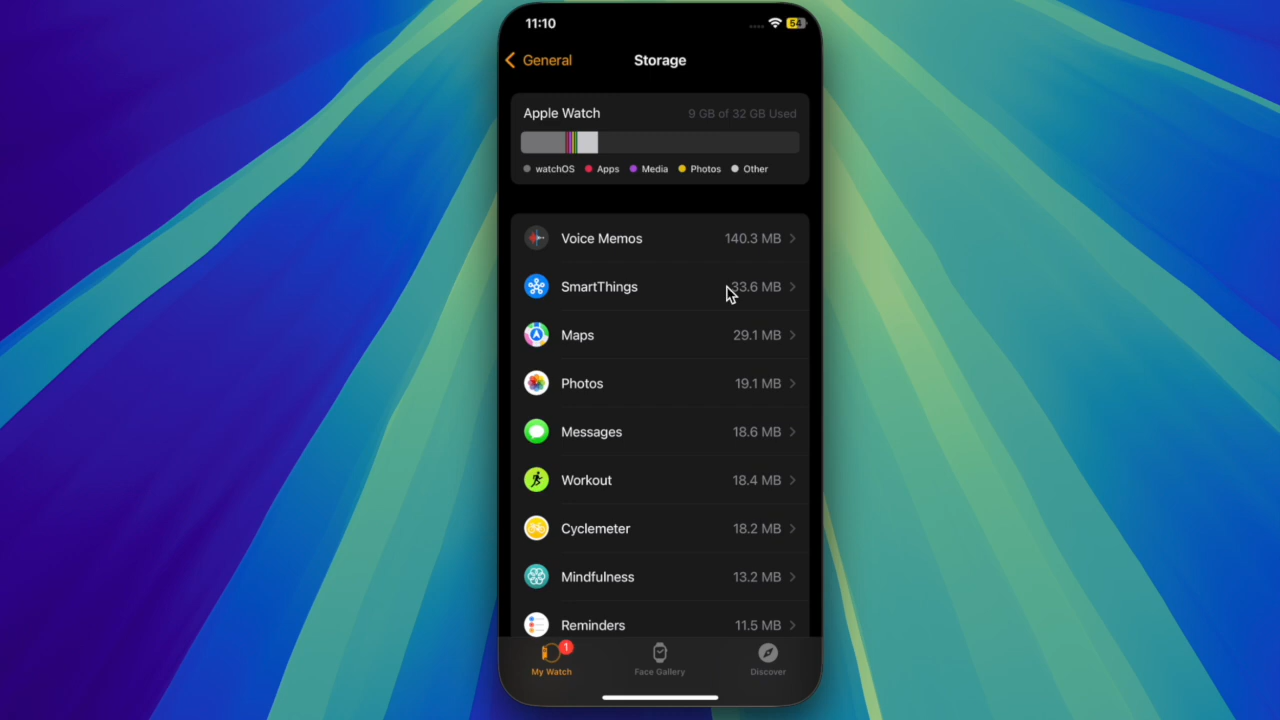 11:10 54
General Storage
Apple Watch 9 GB of 32 GB Used
watchOS Apps Media Photos Other
Voice Memos 140.3 MB
SmartThings 33.6 MB
Maps 29.1 MB
Photos 19.1 MB
Messages 18.6 MB
Workout 18.4 MB
Cyclemeter 18.2 MB
Mindfulness 13.2 MB
Reminders 11.5 MB
1
My Watch Face Gallery Discover